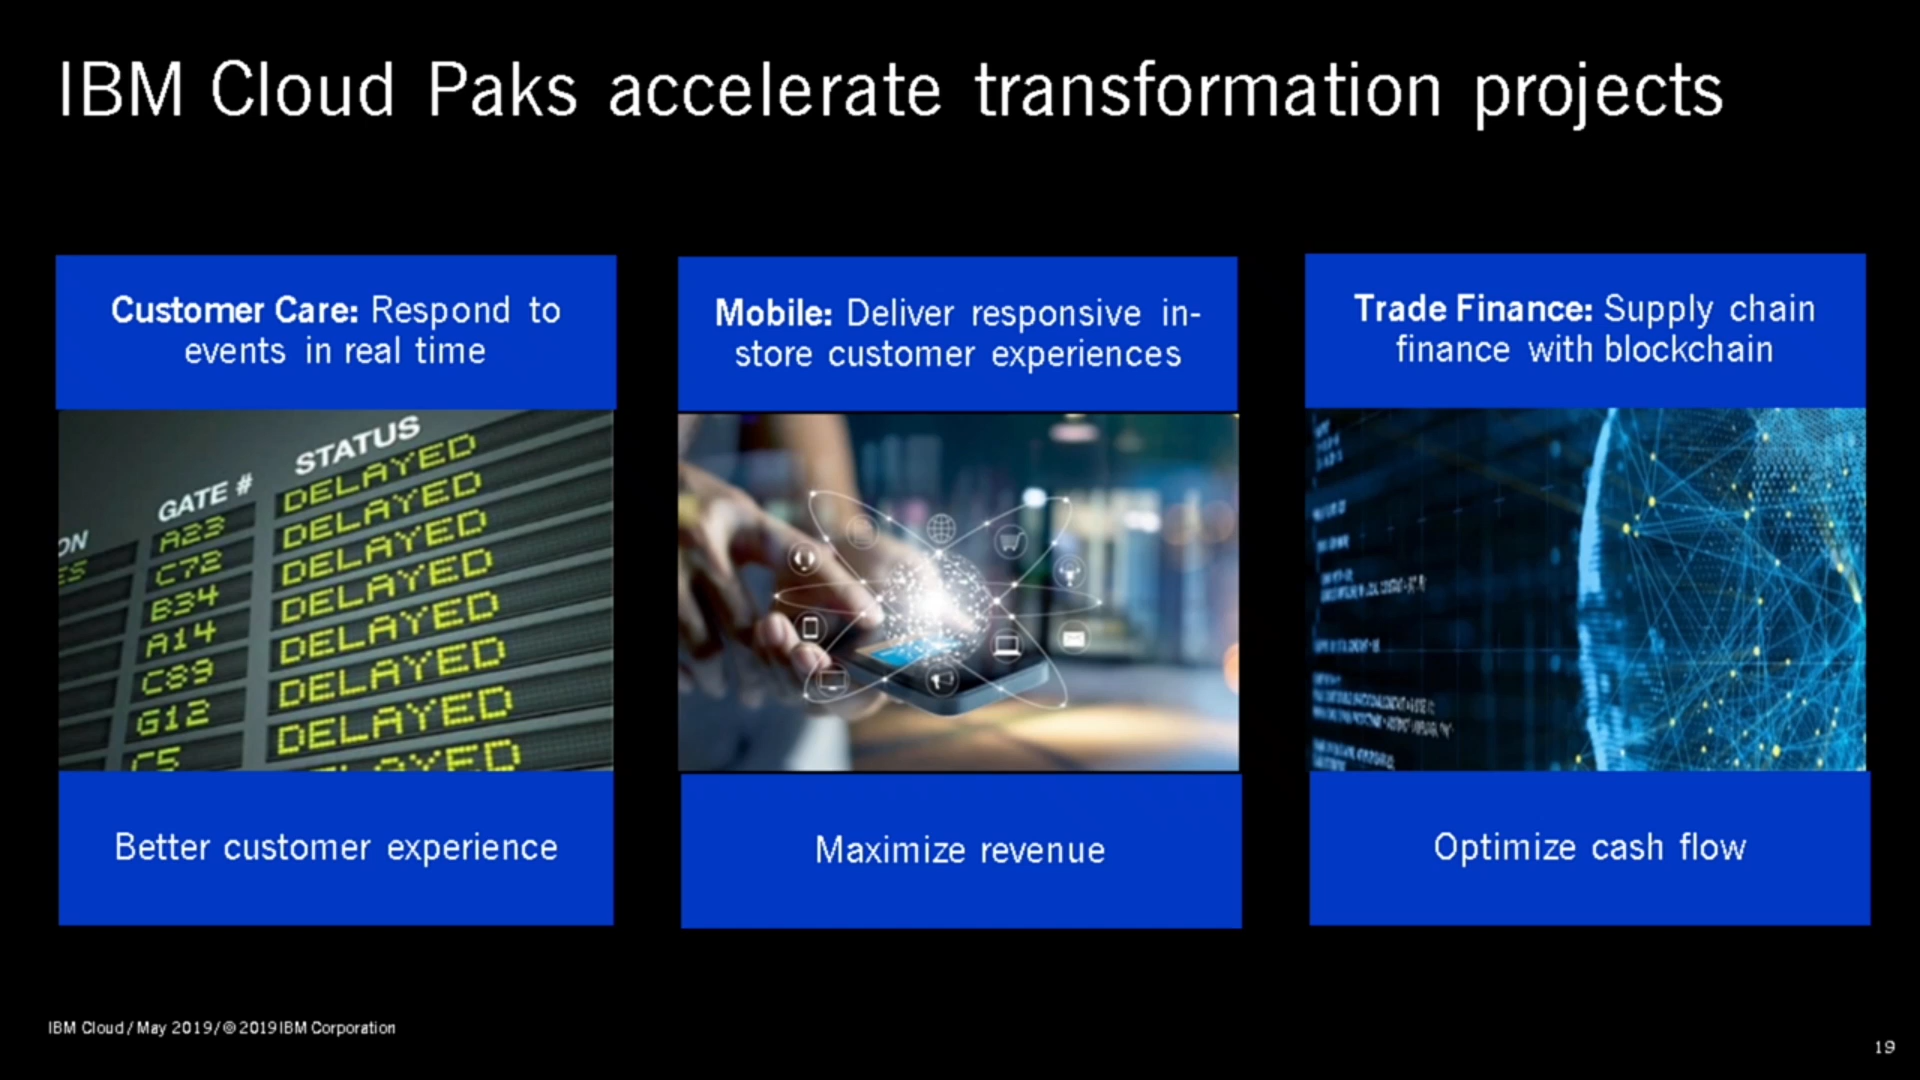 IBM Cloud Paks accelerate transformation projects
Customer Care: Respond to
events in real time
Mobile: Deliver responsive in-
store customer experiences
Trade Finance: Supply chain
finance with blockchain
STATUS
GATE #
A23 DELAYED
C72 DELAYED
B34 DELAYED
A14 DELAYED
C89 DELAYED
G12 DELAYED
C5 DELAYED
Better customer experience
Maximize revenue
Optimize cash flow
IBM Cloud / May 2019 / © 2019 IBM Corporation
19